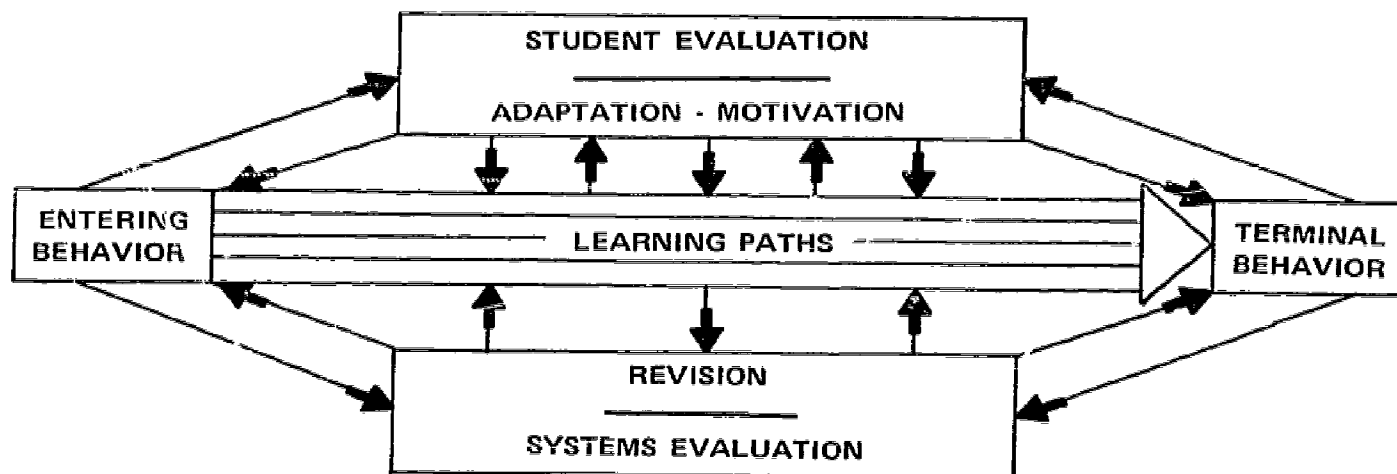 STUDENT EVALUATION
ADAPTATION - MOTIVATION
ENTERING
BEHAVIOR
LEARNING PATHS
TERMINAL
BEHAVIOR
REVISION
SYSTEMS EVALUATION